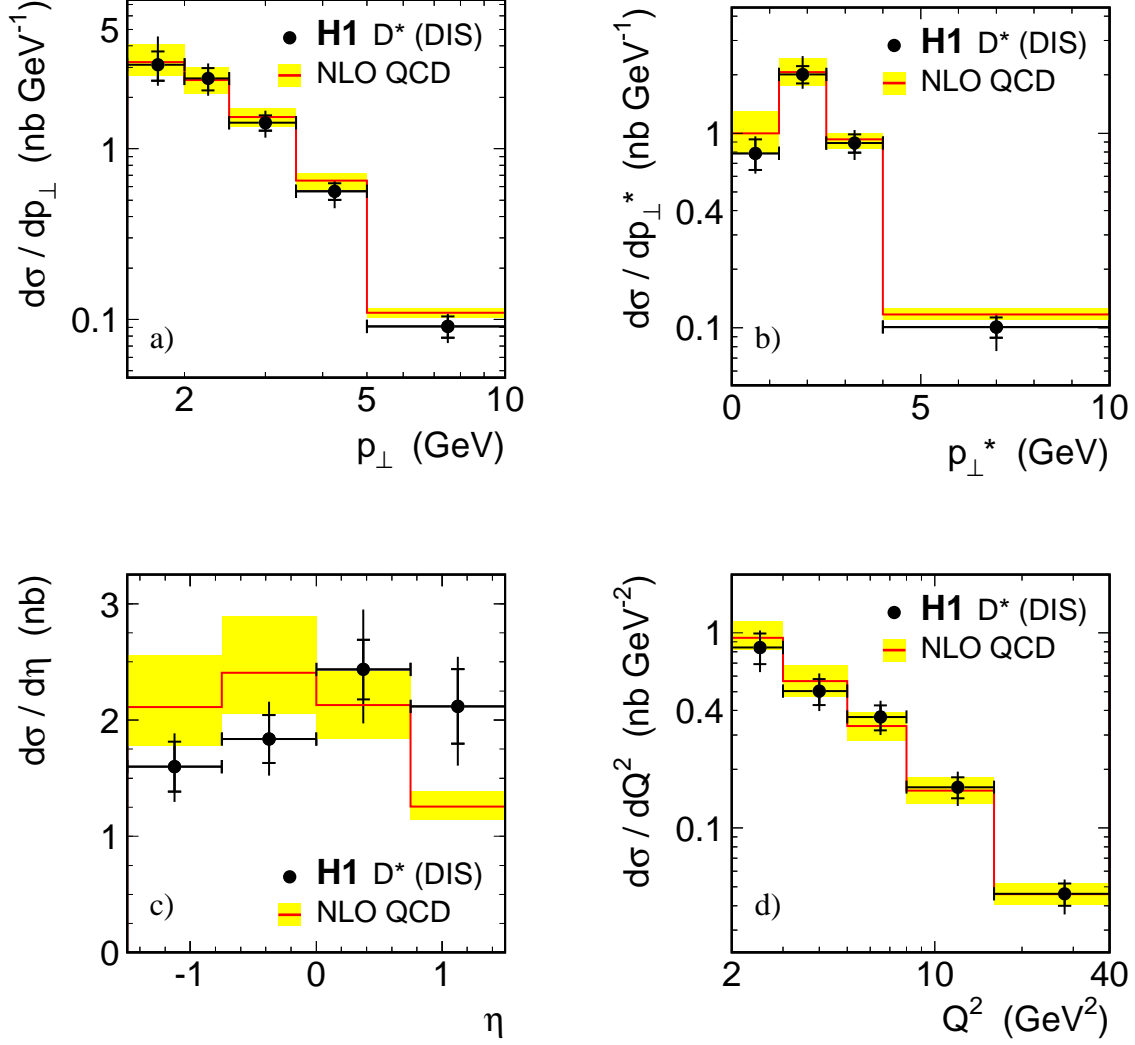 dσ / dp⊥ (nb GeV⁻¹)
5
1
0.1
H1 D* (DIS)
NLO QCD
a)
2 5 10
p⊥ (GeV)
dσ / dp⊥* (nb GeV⁻¹)
1
0.4
0.1
H1 D* (DIS)
NLO QCD
b)
0 5 10
p⊥* (GeV)
dσ / dη (nb)
3
2
1
0
H1 D* (DIS)
NLO QCD
c)
-1 0 1
η
dσ / dQ² (nb GeV⁻²)
1
0.4
0.1
H1 D* (DIS)
NLO QCD
d)
2 10 40
Q² (GeV²)